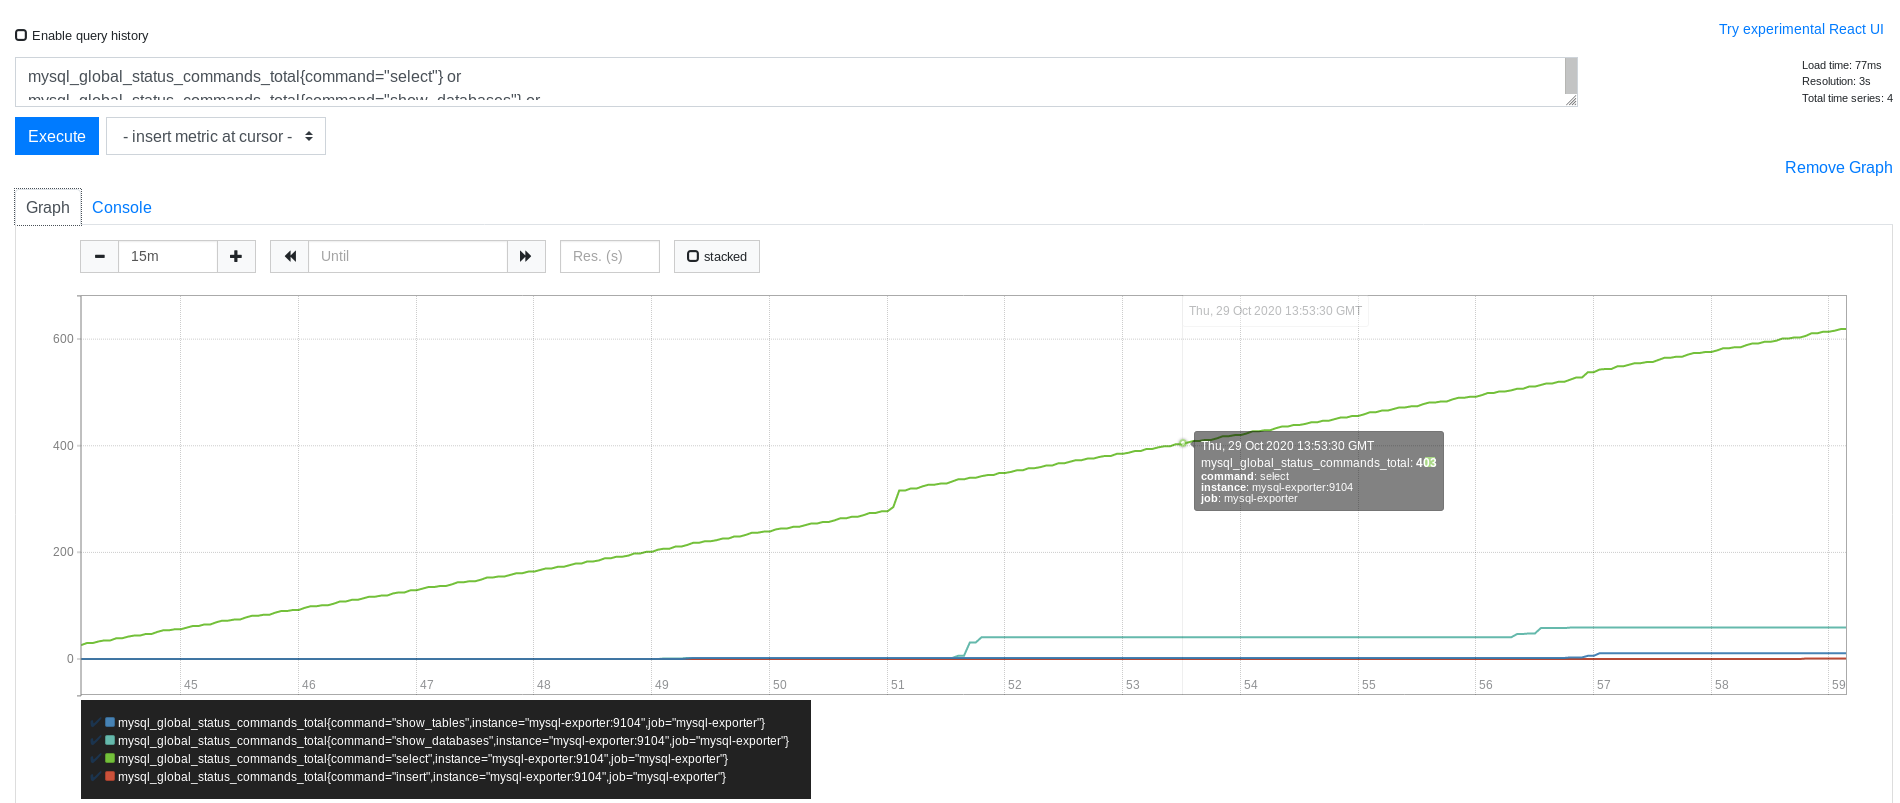 Enable query history
Try experimental React UI
mysql_global_status_commands_total{command="select"} or
mysql_global_status_commands_total{command="show_databases"} or
Load time: 77ms
Resolution: 3s
Total time series: 4
Execute
- insert metric at cursor -
Remove Graph
Graph
Console
15m
Until
Res. (s)
stacked
Thu, 29 Oct 2020 13:53:30 GMT
600
400
200
0
Thu, 29 Oct 2020 13:53:30 GMT
mysql_global_status_commands_total: 403
command: select
instance: mysql-exporter:9104
job: mysql-exporter
45 46 47 48 49 50 51 52 53 54 55 56 57 58 59
mysql_global_status_commands_total{command="show_tables",instance="mysql-exporter:9104",job="mysql-exporter"}
mysql_global_status_commands_total{command="show_databases",instance="mysql-exporter:9104",job="mysql-exporter"}
mysql_global_status_commands_total{command="select",instance="mysql-exporter:9104",job="mysql-exporter"}
mysql_global_status_commands_total{command="insert",instance="mysql-exporter:9104",job="mysql-exporter"}